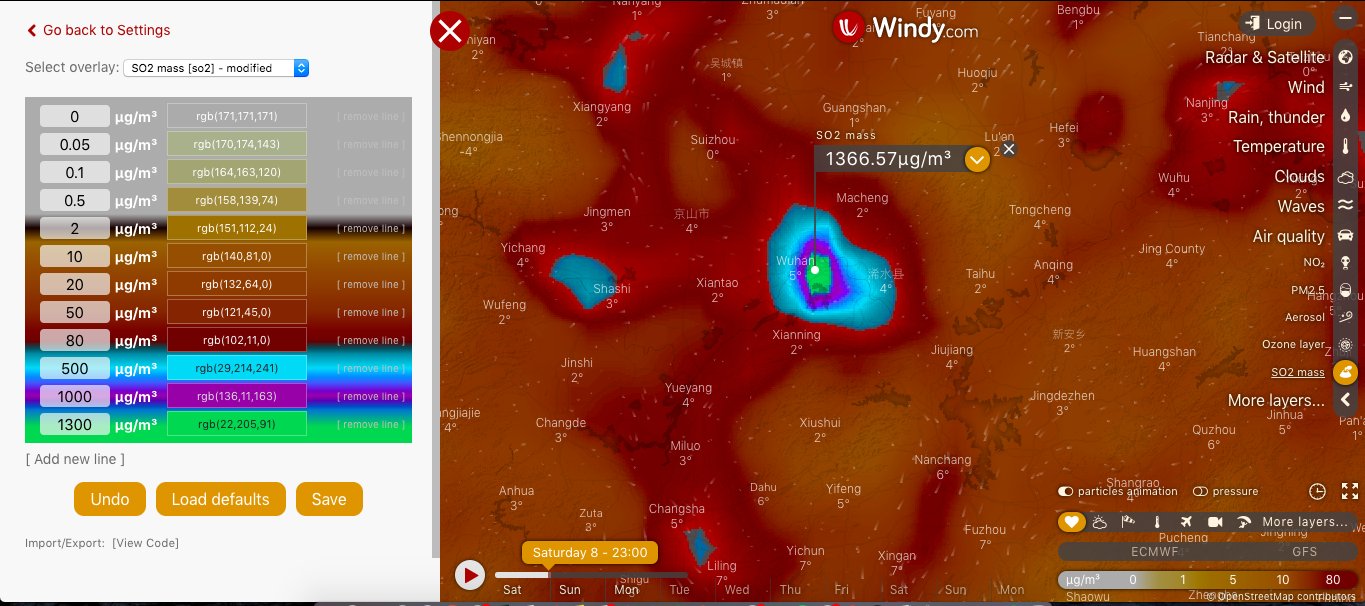 Go back to Settings
Select overlay: SO2 mass [so2] - modified
0 µg/m³ rgb(171,171,171) [ remove line ]
0.05 µg/m³ rgb(170,174,143) [ remove line ]
0.1 µg/m³ rgb(164,163,120) [ remove line ]
0.5 µg/m³ rgb(158,139,74) [ remove line ]
2 µg/m³ rgb(151,112,24) [ remove line ]
10 µg/m³ rgb(140,81,0) [ remove line ]
20 µg/m³ rgb(132,64,0) [ remove line ]
50 µg/m³ rgb(121,45,0) [ remove line ]
80 µg/m³ rgb(102,11,0) [ remove line ]
500 µg/m³ rgb(29,214,241) [ remove line ]
1000 µg/m³ rgb(136,11,163) [ remove line ]
1300 µg/m³ rgb(22,205,91) [ remove line ]
[ Add new line ]
Undo Load defaults Save
Import/Export: [View Code]
Windy.com
Login
Radar & Satellite
Wind
Rain, thunder
Temperature
Clouds
Waves
Air quality
NO₂
PM2.5
Aerosol
Ozone layer
SO2 mass
More layers...
Nanyang
1°
3°
Fuyang
Bengbu
1°
2°
吴城镇
1°
Huoqiu
2°
Tianchang
0°
Xiangyang
2°
Guangshan
1°
Nanjing
3°
2°
Shennongjia
-4°
Suizhou
0°
Lu'an
2
Hefei
3°
SO2 mass
1366.57µg/m³
Wuhu
4°
2°
Jingmen
3°
京山市
4°
Macheng
2°
Tongcheng
4°
Yichang
4°
Wuhan
5°
浠水县
4°
Jing County
4°
Shashi
3°
Xiantao
2°
Taihu
2°
Anqing
4°
Wufeng
2°
Xianning
2°
新安乡
2°
Jinshi
2°
Jiujiang
4°
Huangshan
4°
Yueyang
4°
Jingdezhen
3°
angjiajie
4°
Changde
3°
Xiushui
2°
Jinhua
5°
Quzhou
6°
1°
Miluo
3°
Nanchang
6°
Anhua
3°
Dahu
6°
Yifeng
5°
Shangrao
4°
Zuta
3°
Changsha
5°
Fuzhou
7°
Pucheng
Yichun
7°
Xingan
7°
Liling
7°
particles animation pressure
More layers...
ECMWF GFS
µg/m³ 0 1 5 10 80
Shaowu
© OpenStreetMap contributors
Saturday 8 - 23:00
Sat Sun Mon Tue Wed Thu Fri Sat Sun Mon